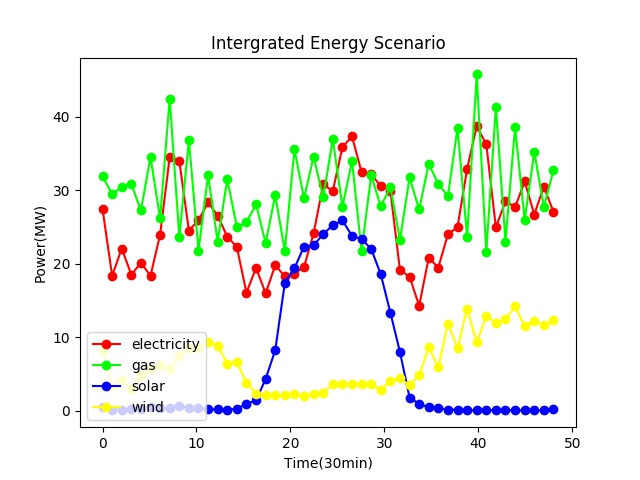 Intergrated Energy Scenario
Power(MW)
40
30
20
10
0
electricity
gas
solar
wind
0 10 20 30 40 50
Time(30min)